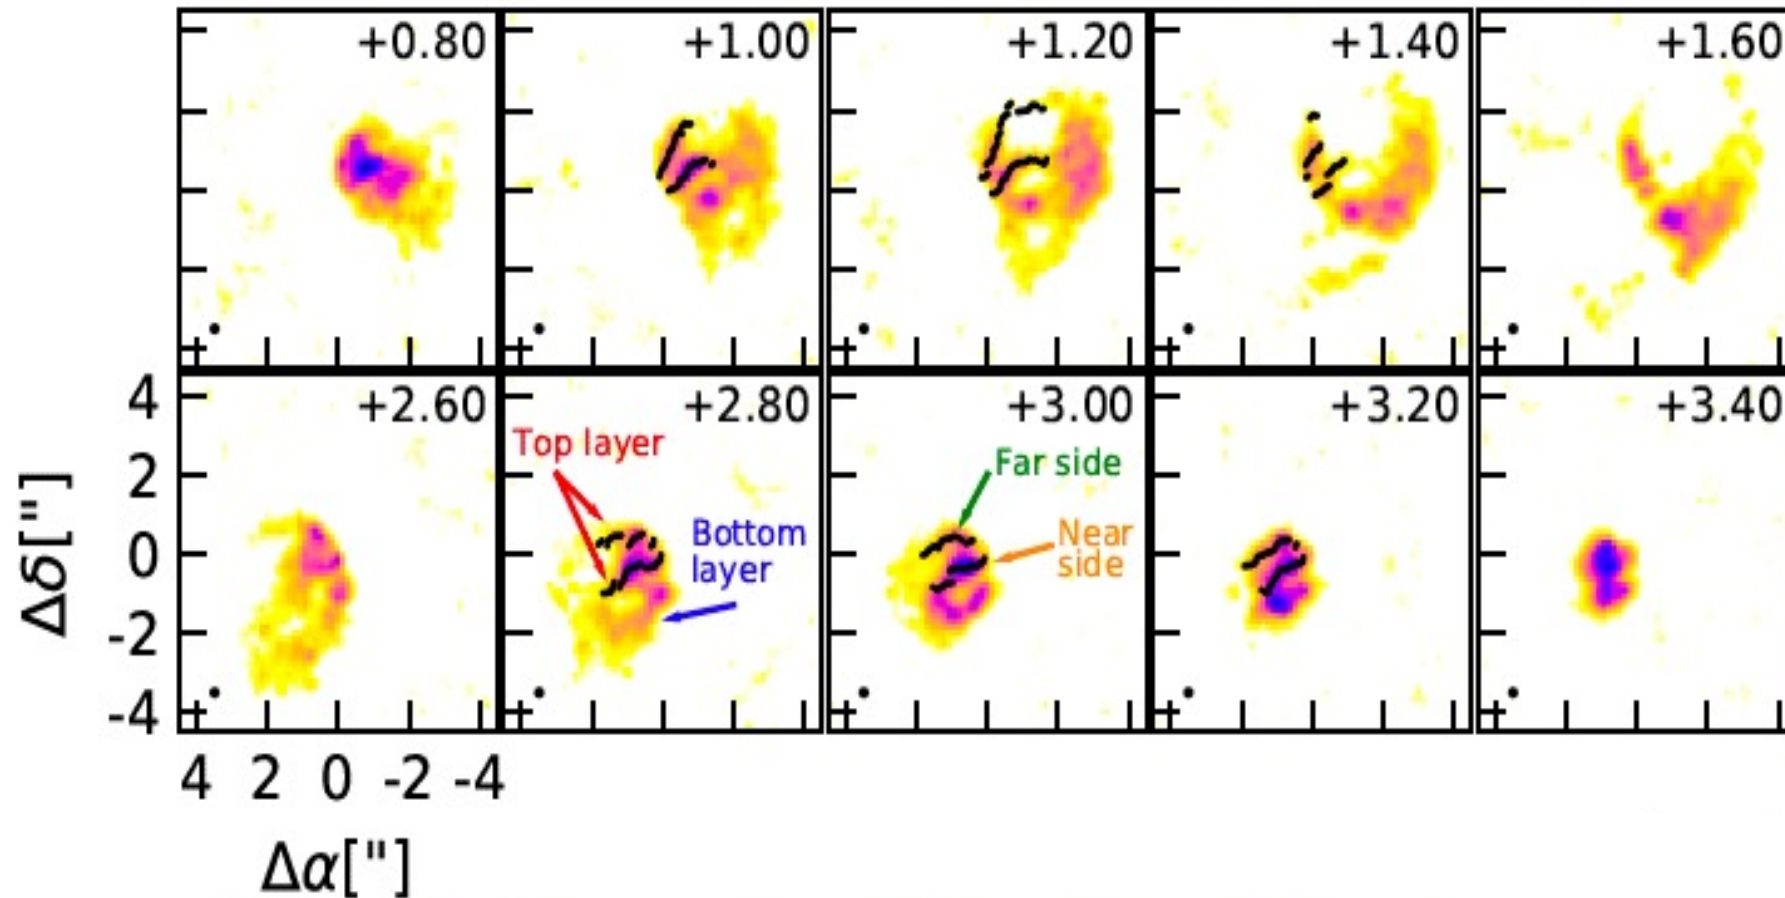 +0.80
+1.00
+1.20
+1.40
+1.60
+2.60
+2.80
+3.00
+3.20
+3.40
Top layer
Bottom
layer
Far side
Near
side
4
2
0
-2
-4
Δδ["]
4 2 0 -2 -4
Δα["]